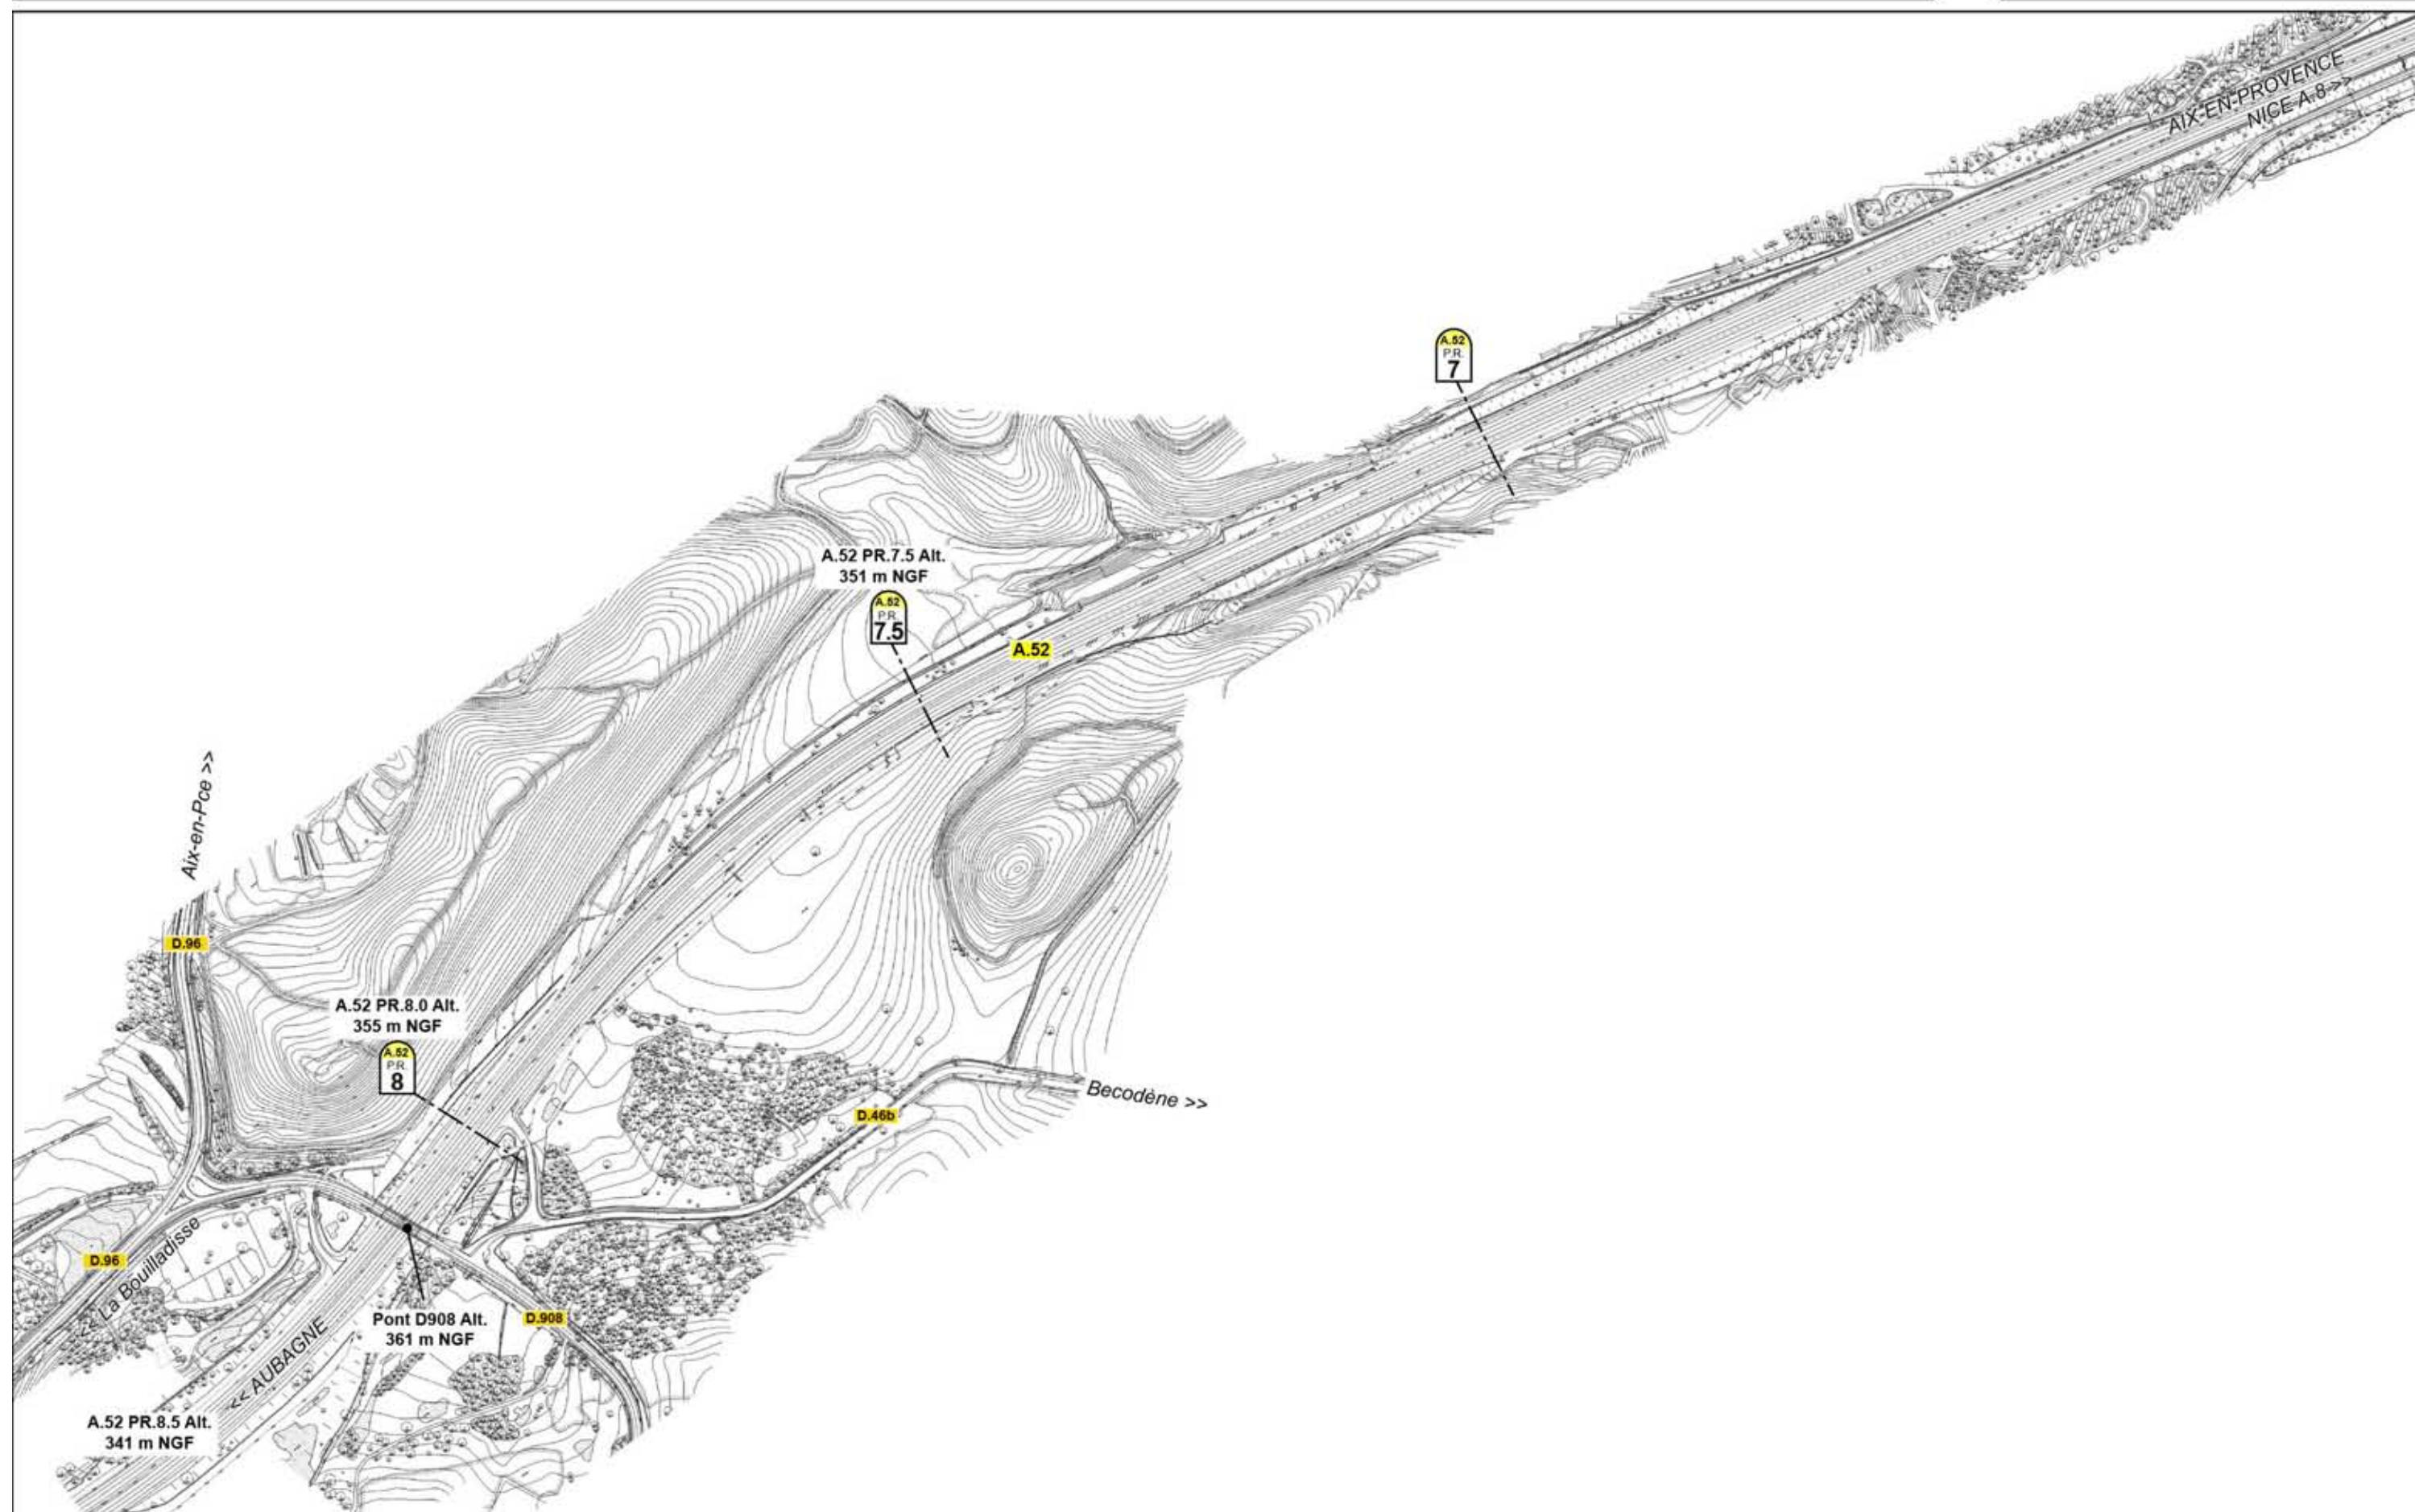 AIX-EN-PROVENCE
NICE A.8 >>
A.52
P.R.
7
A.52 PR.7.5 Alt.
351 m NGF
A.52
P.R.
7.5
A.52
Aix-en-Pce >>
D.96
A.52 PR.8.0 Alt.
355 m NGF
A.52
P.R.
8
Becodène >>
D.46b
D.96
<< La Bouilladisse
Pont D908 Alt.
361 m NGF
D.908
<< AUBAGNE
A.52 PR.8.5 Alt.
341 m NGF